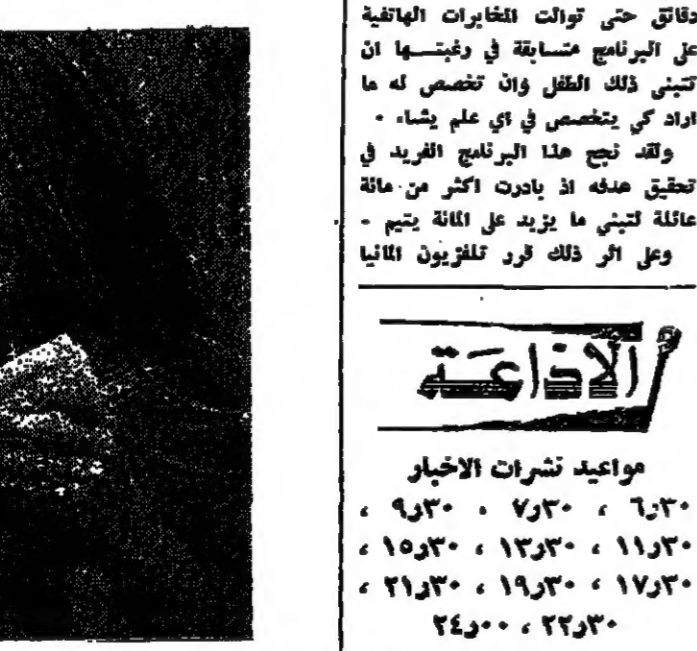 دقائق حتى توالت المخابرات الهاتفية
على البرنامج متسابقة في رغبتها ان
تتبنى ذلك الطفل وان تخصص له ما
اراد كي يتخصص في اي علم يشاء .
ولقد نجح هذا البرنامج الفريد في
تحقيق هدفه اذ بادرت اكثر من مائة
عائلة لتبني ما يزيد على المائة يتيم .
وعلى اثر ذلك قرر تلفزيون المانيا
الاذاعة
مواعيد نشرات الاخبار
٦٫٣٠ ، ٧٫٣٠ ، ٩٫٣٠ ،
١١٫٣٠ ، ١٣٫٣٠ ، ١٥٫٣٠ ،
١٧٫٣٠ ، ١٩٫٣٠ ، ٢١٫٣٠ ،
٢٢٫٣٠ ، ٢٤٫٠٠